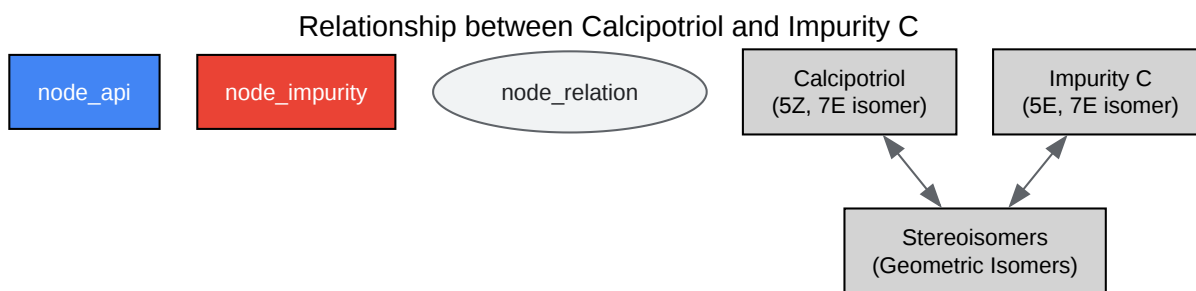 Relationship between Calcipotriol and Impurity C
node_api
node_impurity
node_relation
Calcipotriol
(5Z, 7E isomer)
Impurity C
(5E, 7E isomer)
Stereoisomers
(Geometric Isomers)